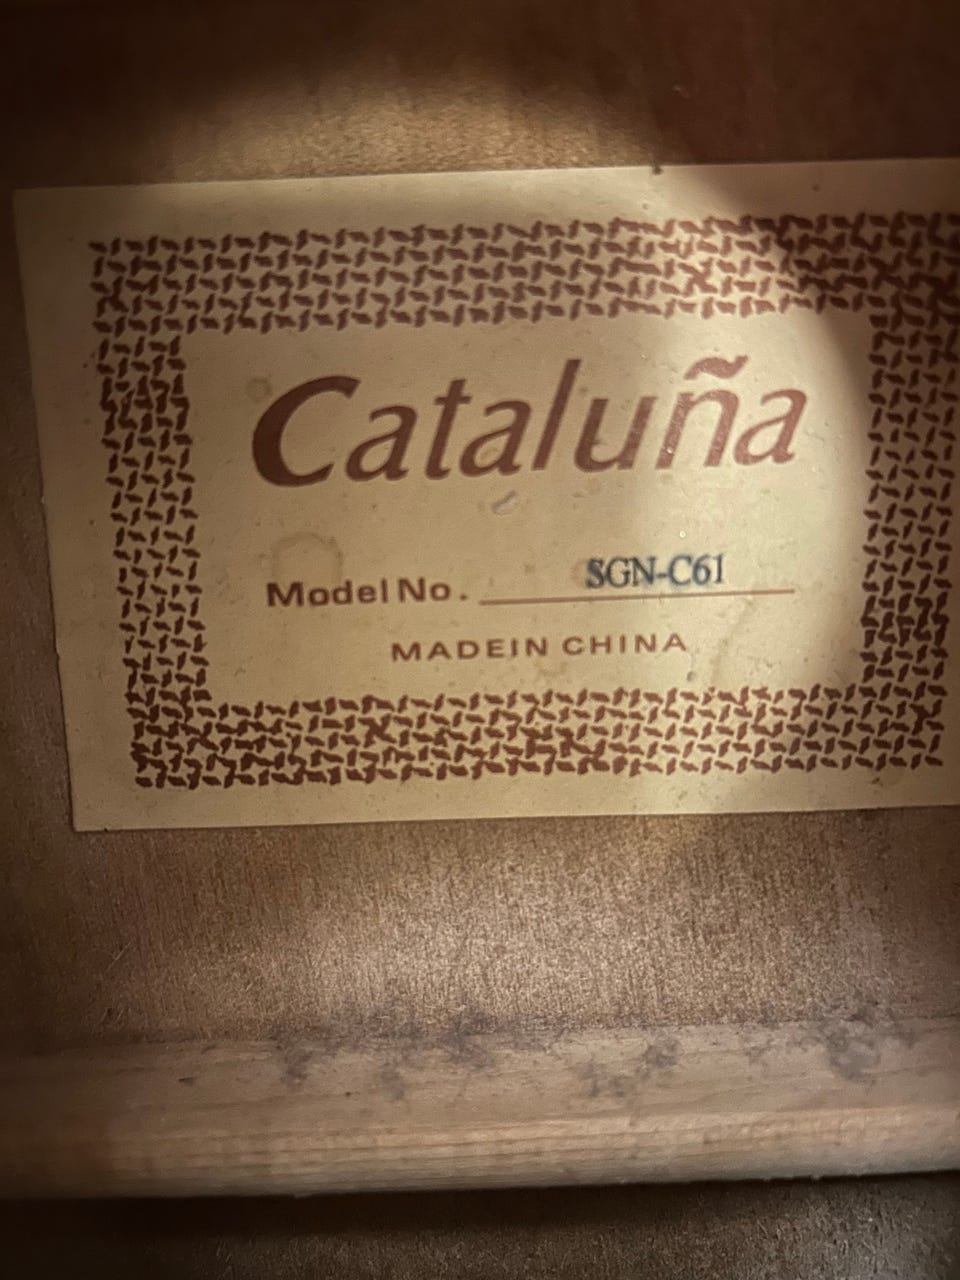 Cataluña
Model No. SGN-C61
MADEIN CHINA